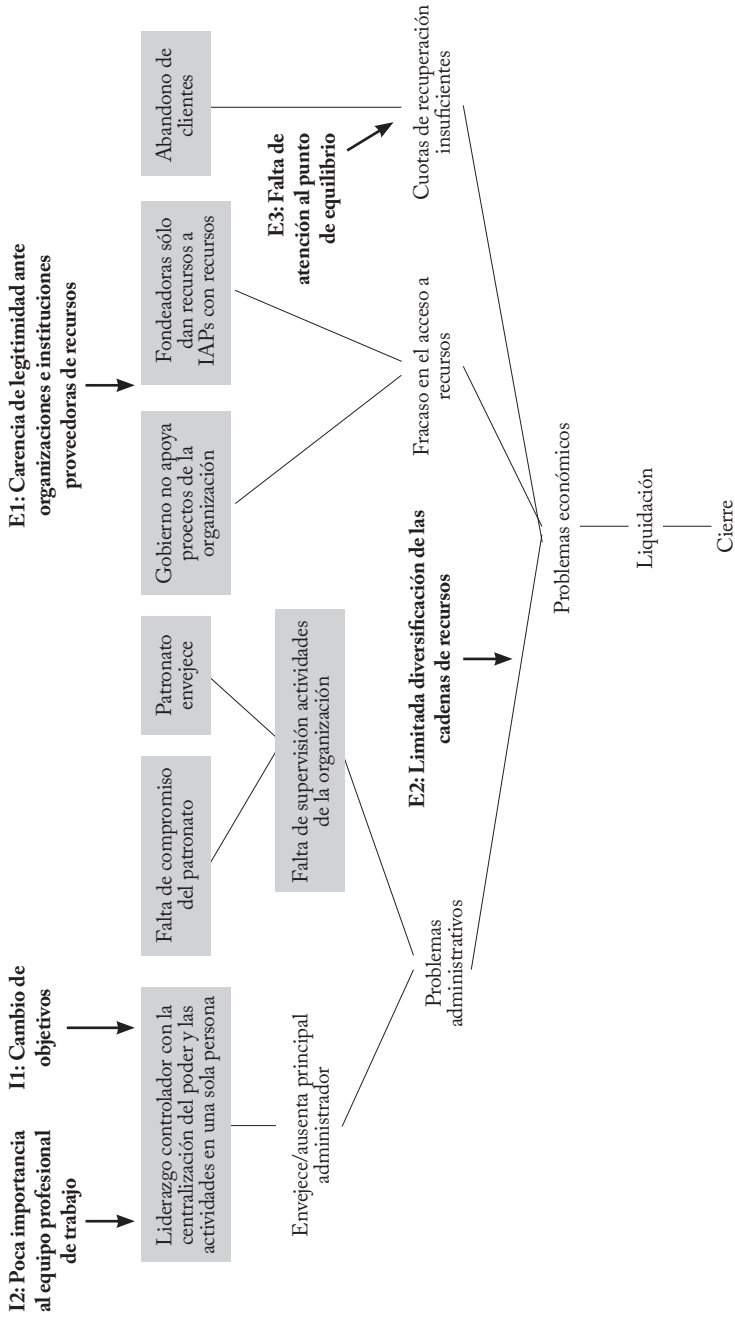 I2: Poca importancia
al equipo profesional
de trabajo
I1: Cambio de
objetivos
E1: Carencia de legitimidad ante
organizaciones e instituciones
proveedoras de recursos
Liderazgo controlador con la
centralización del poder y las
actividades en una sola persona
Falta de compromiso
del patronato
Patronato
envejece
Gobierno no apoya
proectos de la
organización
Fondeadoras sólo
dan recursos a
IAPs con recursos
Abandono de
clientes
Envejece/ausenta principal
administrador
Falta de supervisión actividades
de la organización
E3: Falta de
atención al punto
de equilibrio
Problemas
administrativos
E2: Limitada diversificación de las
cadenas de recursos
Fracaso en el acceso a
recursos
Cuotas de recuperación
insuficientes
Problemas económicos
Liquidación
Cierre